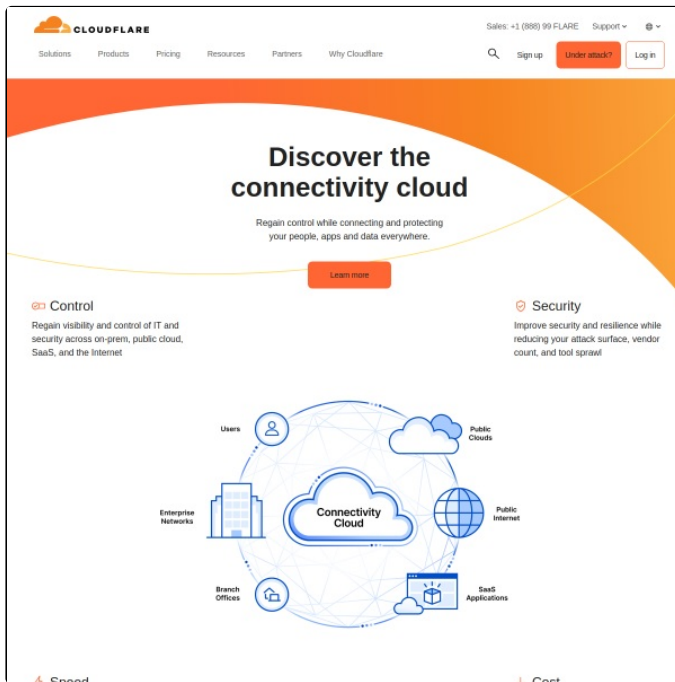 CLOUDFLARE
Sales: +1 (888) 99 FLARE Support
Solutions Products Pricing Resources Partners Why Cloudflare
Sign up Under attack? Log in
Discover the
connectivity cloud
Regain control while connecting and protecting
your people, apps and data everywhere.
Learn more
Control
Regain visibility and control of IT and
security across on-prem, public cloud,
SaaS, and the Internet
Security
Improve security and resilience while
reducing your attack surface, vendor
count, and tool sprawl
Users
Public
Clouds
Enterprise
Networks
Connectivity
Cloud
Public
Internet
Branch
Offices
SaaS
Applications
Speed
Cost